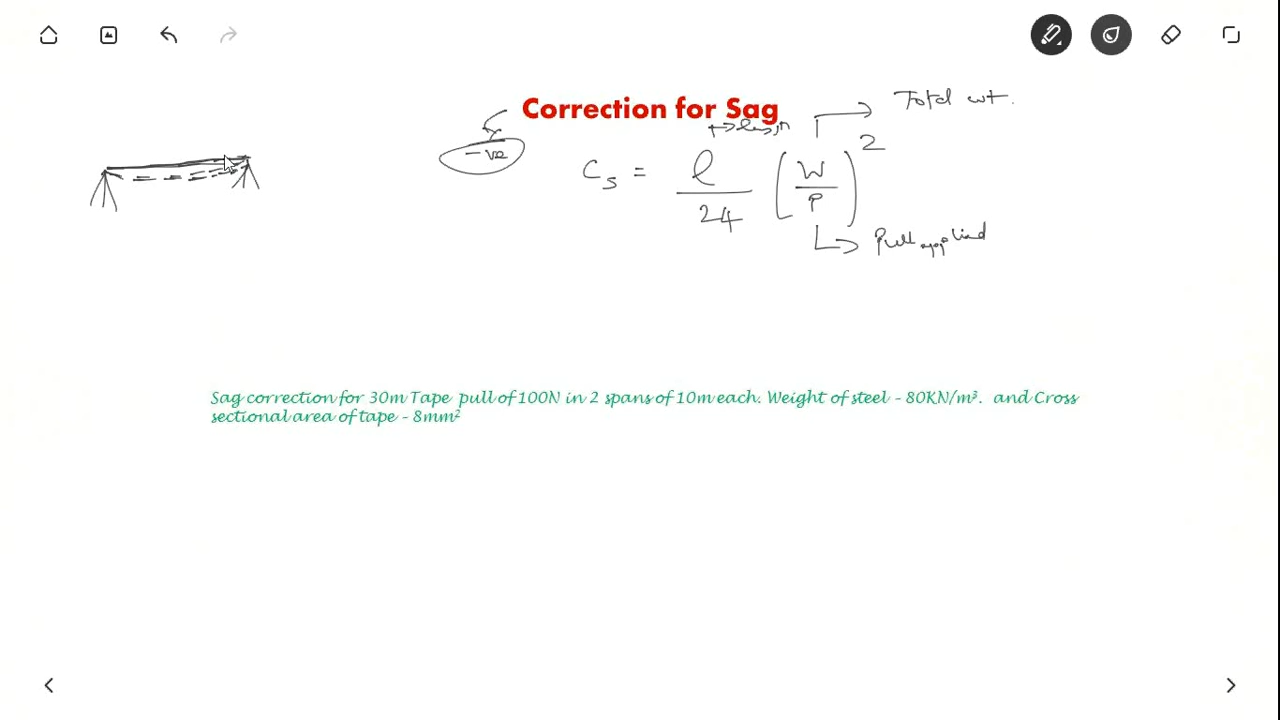 Correction for Sag
Total wt.
-ve
Cs = l/24 (W/P)²
Pull applied
Sag correction for 30m Tape pull of 100N in 2 spans of 10m each. Weight of steel - 80KN/m³. and Cross
sectional area of tape - 8mm²